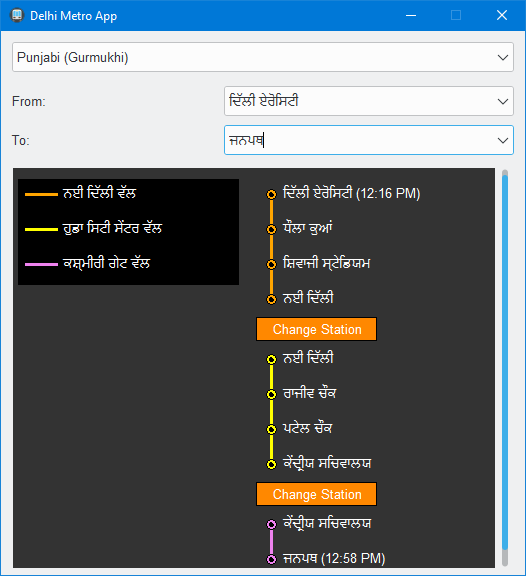 Delhi Metro App
Punjabi (Gurmukhi)
From:
ਦਿੱਲੀ ਏਰੋਸਿਟੀ
To:
ਜਨਪਥ
ਨਈ ਦਿੱਲੀ ਵੱਲ
ਹੁਡਾ ਸਿਟੀ ਸੇਂਟਰ ਵੱਲ
ਕਸ਼੍ਮੀਰੀ ਗੇਟ ਵੱਲ
ਦਿੱਲੀ ਏਰੋਸਿਟੀ (12:16 PM)
ਧੌਲਾ ਕੁਆਂ
ਸ਼ਿਵਾਜੀ ਸ੍ਟੇਡਿਯਮ
ਨਈ ਦਿੱਲੀ
Change Station
ਨਈ ਦਿੱਲੀ
ਰਾਜੀਵ ਚੌਕ
ਪਟੇਲ ਚੌਕ
ਕੇਂਦ੍ਰੀਯ ਸਚਿਵਾਲਯ
Change Station
ਕੇਂਦ੍ਰੀਯ ਸਚਿਵਾਲਯ
ਜਨਪਥ (12:58 PM)